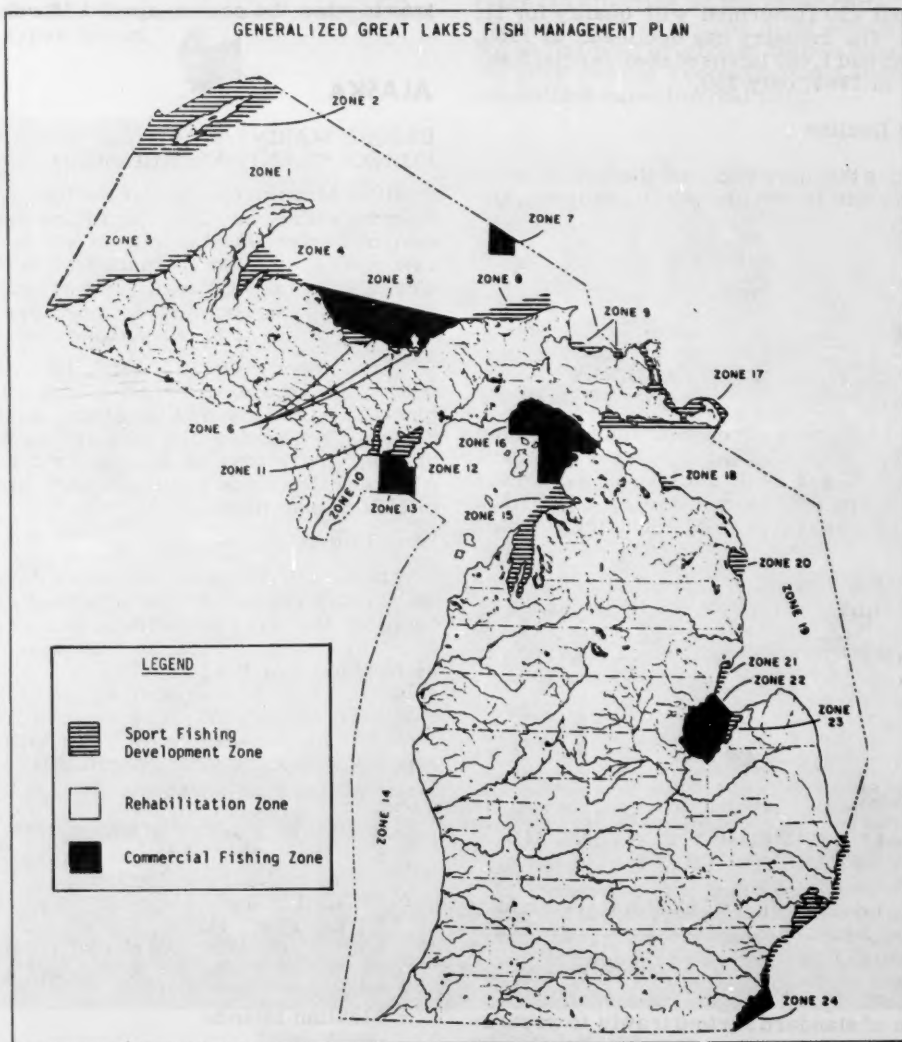 GENERALIZED GREAT LAKES FISH MANAGEMENT PLAN
ALASKA
ZONE 2
ZONE 1
ZONE 7
ZONE 3
ZONE 4
ZONE 5
ZONE 8
ZONE 9
ZONE 17
ZONE 6
ZONE 16
ZONE 11
ZONE 12
ZONE 10
ZONE 13
ZONE 15
ZONE 18
ZONE 20
ZONE 19
ZONE 21
ZONE 22
ZONE
23
ZONE 14
LEGEND
Sport Fishing
Development Zone
Rehabilitation Zone
Commercial Fishing Zone
ZONE 24